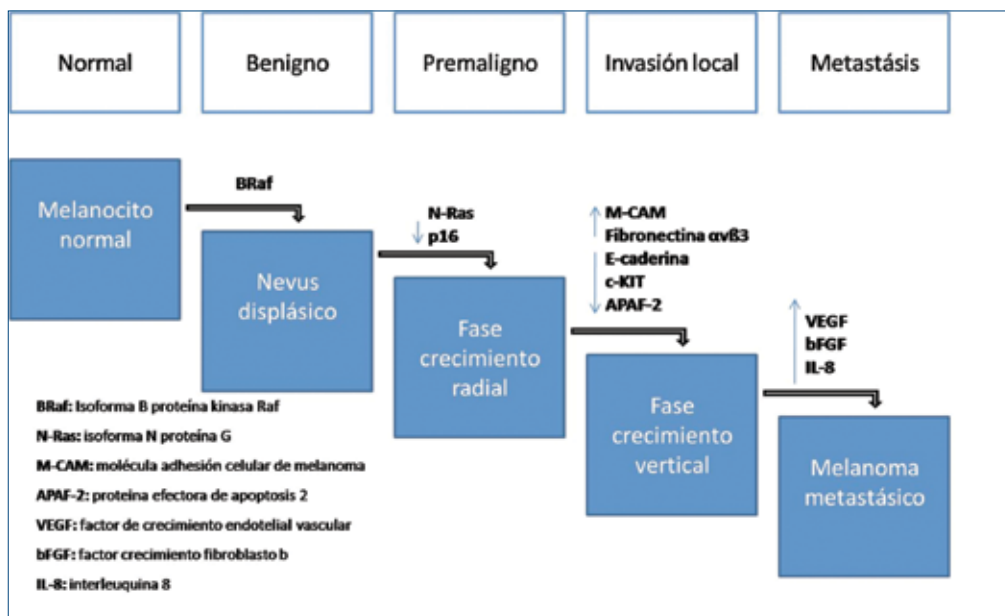 Normal
Benigno
Premaligno
Invasión local
Metastásis
Melanocito
normal
BRaf
Nevus
displásico
N-Ras
p16
Fase
crecimiento
radial
M-CAM
Fibronectina αvß3
E-caderina
c-KIT
APAF-2
Fase
crecimiento
vertical
VEGF
bFGF
IL-8
Melanoma
metastásico
BRaf: Isoforma B proteína kinasa Raf
N-Ras: isoforma N proteína G
M-CAM: molécula adhesión celular de melanoma
APAF-2: proteina efectora de apoptosis 2
VEGF: factor de crecimiento endotelial vascular
bFGF: factor crecimiento fibroblasto b
IL-8: interleuquina 8